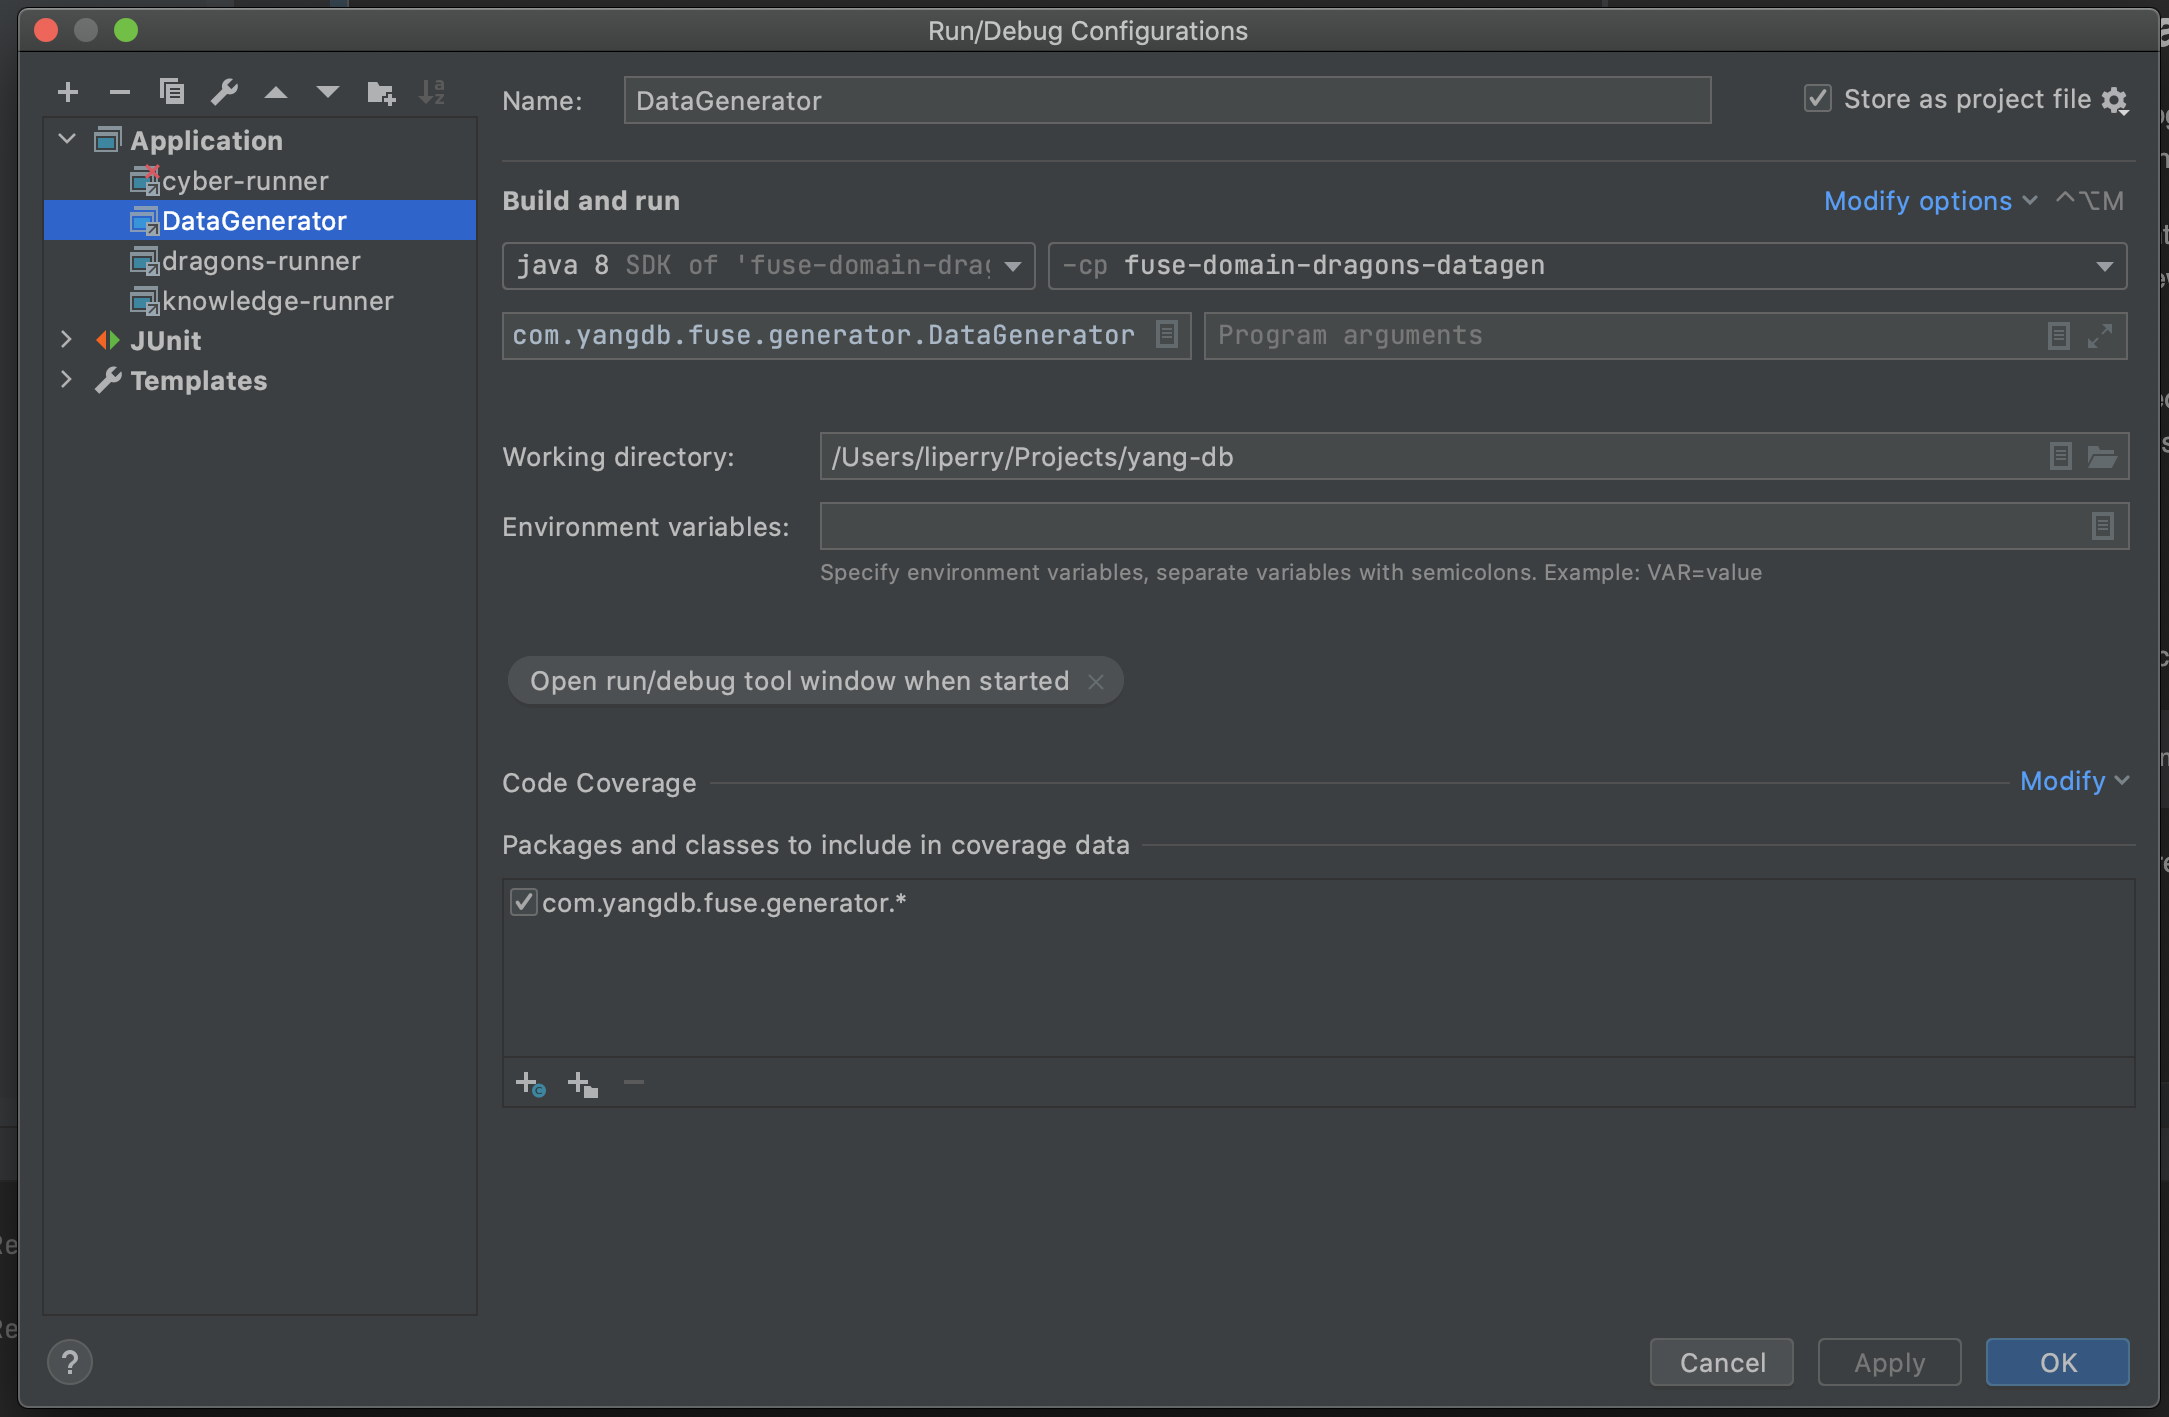 Run/Debug Configurations
Name:
DataGenerator
Store as project file
Application
cyber-runner
DataGenerator
dragons-runner
knowledge-runner
JUnit
Templates
Build and run
Modify options
⌃⌥M
java 8 SDK of 'fuse-domain-drag
-cp fuse-domain-dragons-datagen
com.yangdb.fuse.generator.DataGenerator
Program arguments
Working directory:
/Users/liperry/Projects/yang-db
Environment variables:
Specify environment variables, separate variables with semicolons. Example: VAR=value
Open run/debug tool window when started
Code Coverage
Modify
Packages and classes to include in coverage data
com.yangdb.fuse.generator.*
?
Cancel
Apply
OK